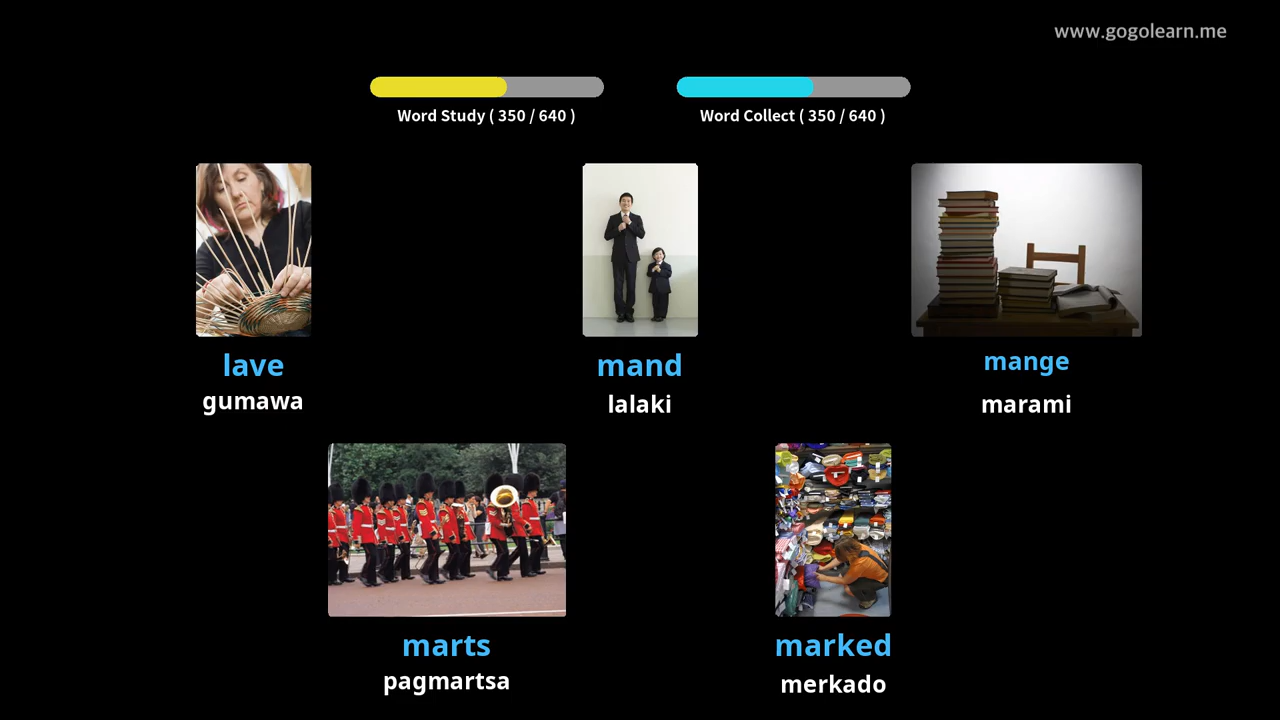 www.gogolearn.me
Word Study ( 350 / 640 )
Word Collect ( 350 / 640 )
lave
gumawa
mand
lalaki
mange
marami
marts
pagmartsa
marked
merkado